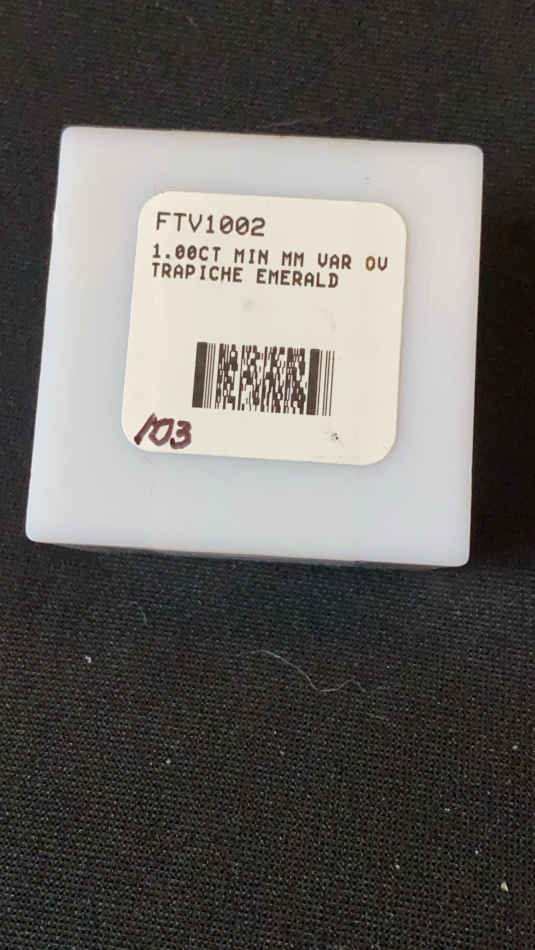 FTV1002
1.00CT MIN MM VAR OV
TRAPICHE EMERALD
103